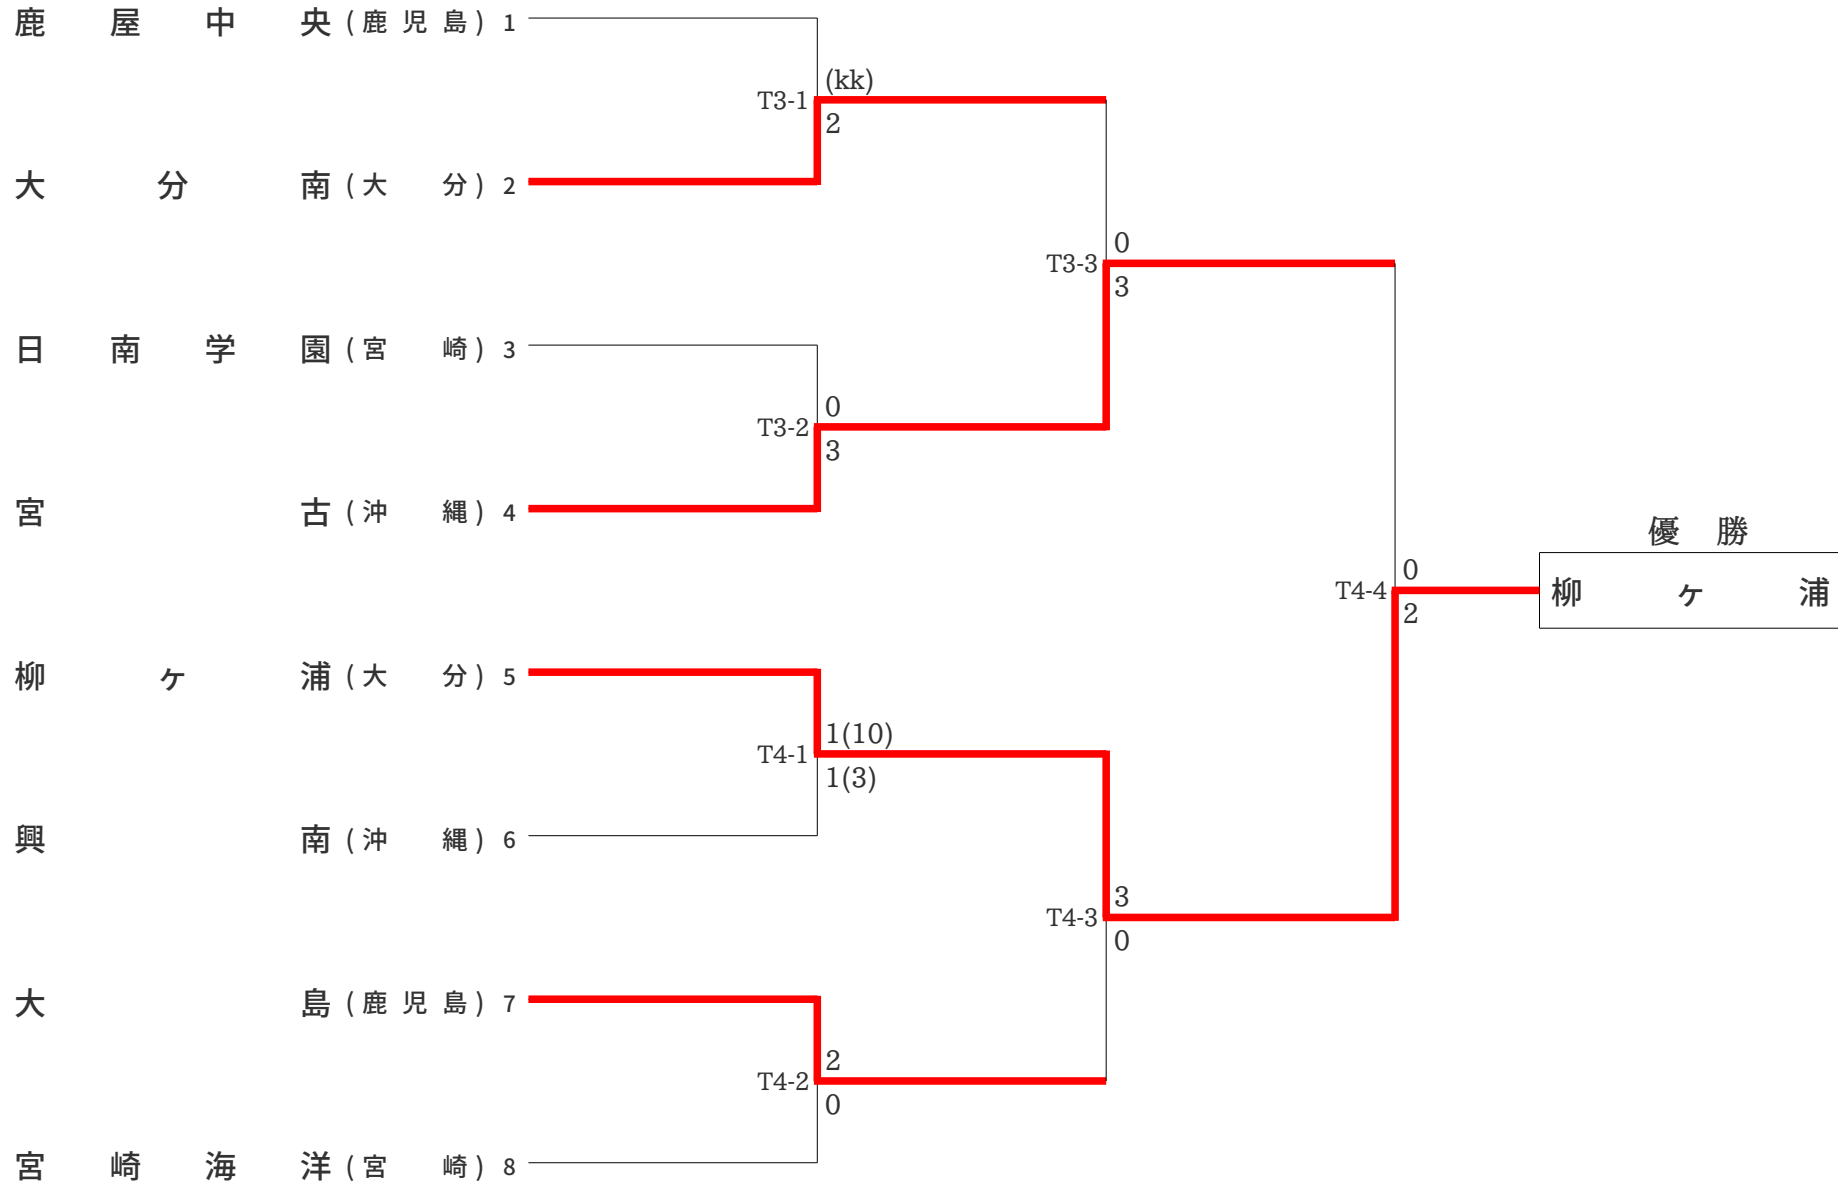 鹿屋中央(鹿児島) 1
(kk)
T3-1
2
大分南(大分) 2
0
T3-3
3
日南学園(宮崎) 3
0
T3-2
3
宮古(沖縄) 4
優勝
0
T4-4
柳ヶ浦
2
柳ヶ浦(大分) 5
1(10)
T4-1
1(3)
興南(沖縄) 6
3
T4-3
0
大島(鹿児島) 7
2
T4-2
0
宮崎海洋(宮崎) 8